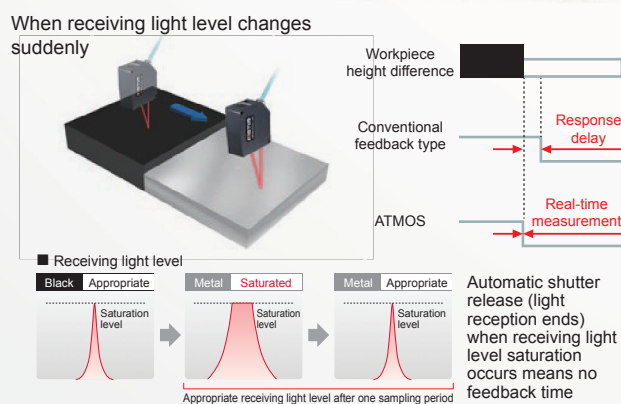 When receiving light level changes
suddenly
Workpiece
height difference
Conventional
feedback type
Response
delay
ATMOS
Real-time
measurement
■ Receiving light level
Black Appropriate
Saturation
level
Metal Saturated
Saturation
level
Metal Appropriate
Saturation
level
Appropriate receiving light level after one sampling period
Automatic shutter
release (light
reception ends)
when receiving light
level saturation
occurs means no
feedback time